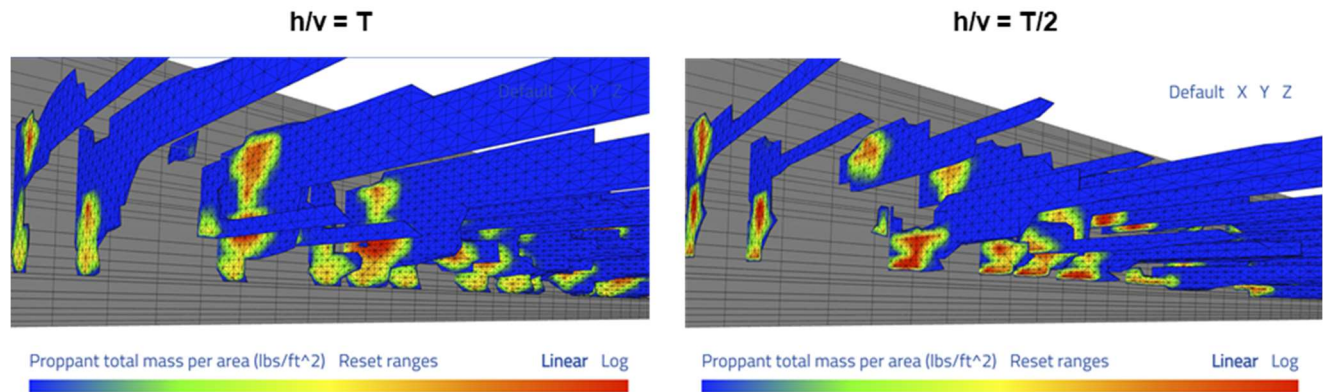 h/v = T
h/v = T/2
Default X Y Z
Default X Y Z
Proppant total mass per area (lbs/ft^2) Reset ranges Linear Log
Proppant total mass per area (lbs/ft^2) Reset ranges Linear Log